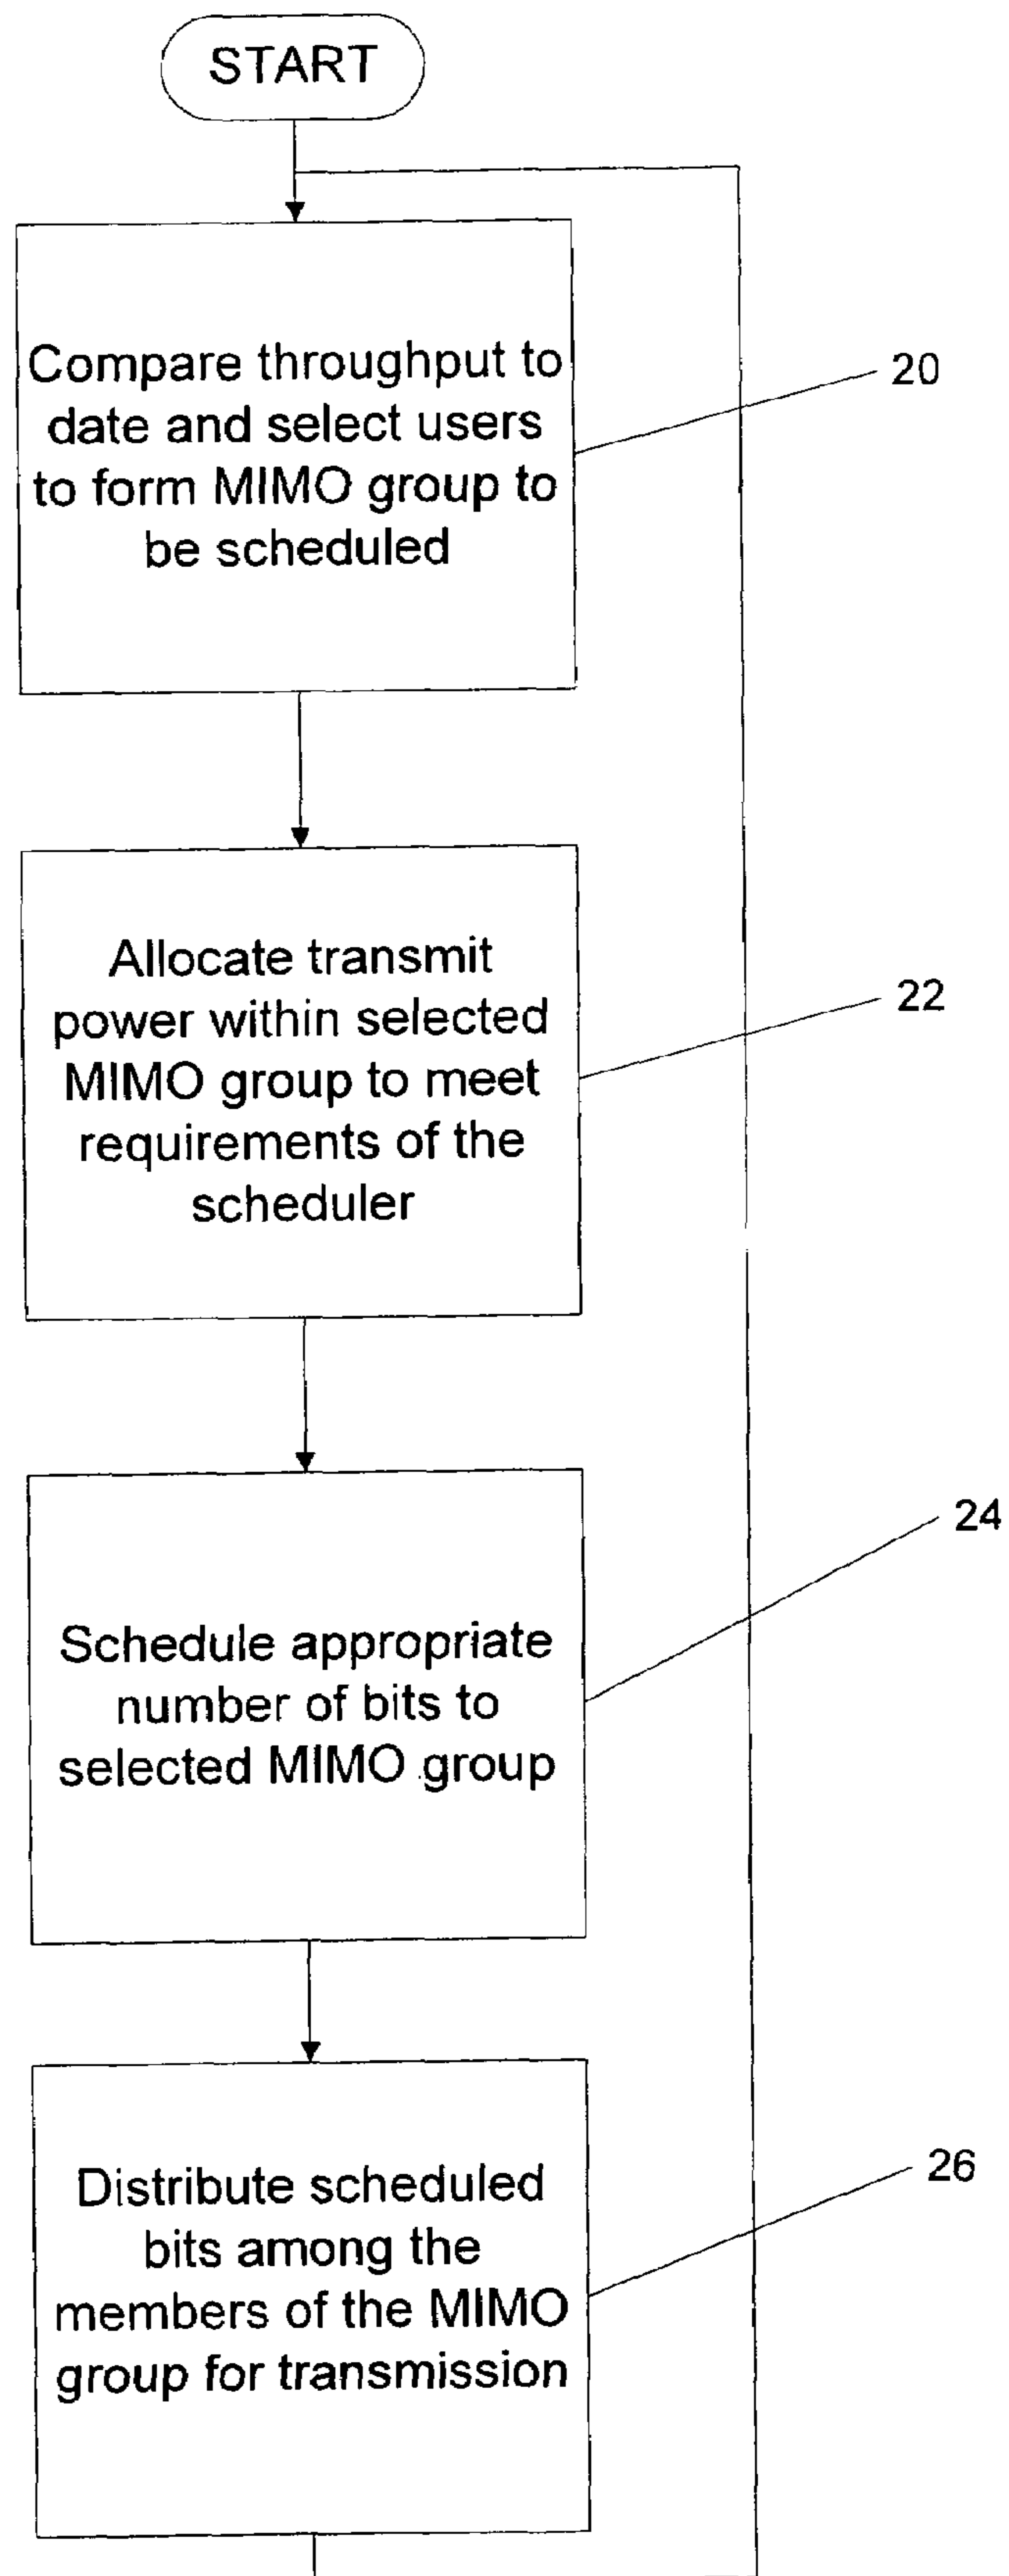 START
Compare throughput to
date and select users
to form MIMO group to
be scheduled
20
Allocate transmit
power within selected
MIMO group to meet
requirements of the
scheduler
22
Schedule appropriate
number of bits to
selected MIMO group
24
Distribute scheduled
bits among the
members of the MIMO
group for transmission
26